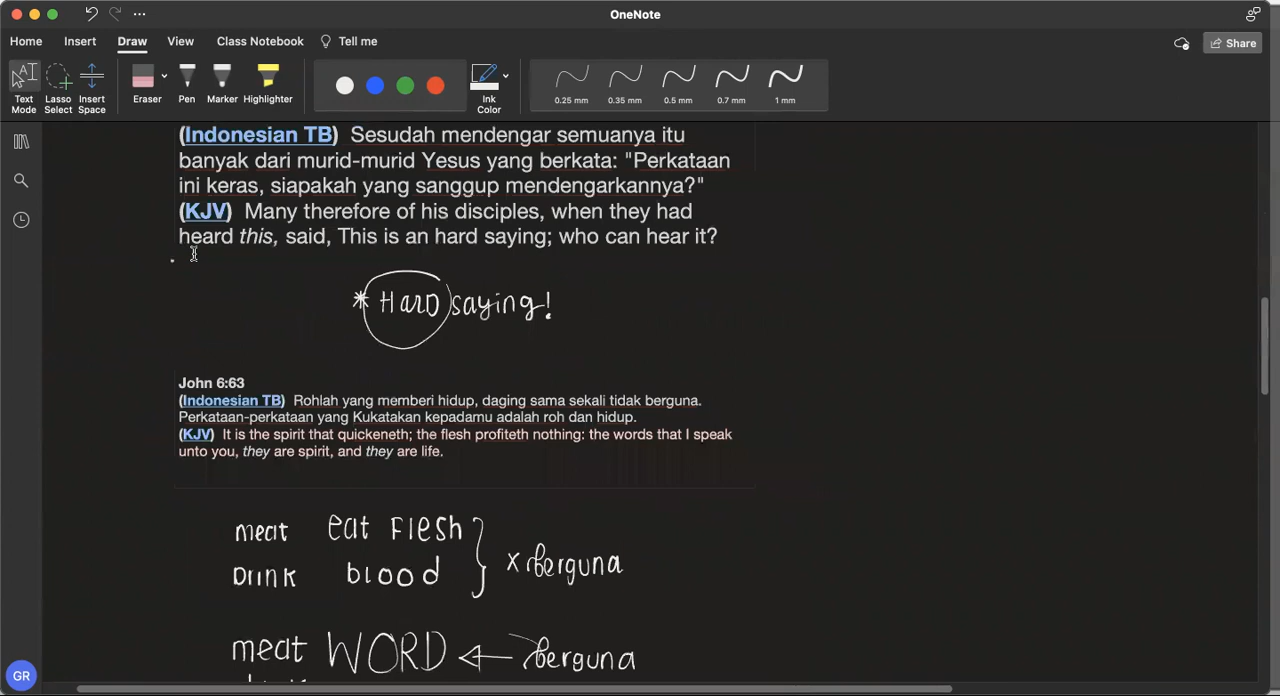 OneNote
Home Insert Draw View Class Notebook Tell me
Share
Text Mode
Lasso Select
Insert Space
Eraser
Pen
Marker
Highlighter
Ink Color
0.25 mm
0.35 mm
0.5 mm
0.7 mm
1 mm
(Indonesian TB) Sesudah mendengar semuanya itu
banyak dari murid-murid Yesus yang berkata: "Perkataan
ini keras, siapakah yang sanggup mendengarkannya?"
(KJV) Many therefore of his disciples, when they had
heard this, said, This is an hard saying; who can hear it?
* HARD saying!
John 6:63
(Indonesian TB) Rohlah yang memberi hidup, daging sama sekali tidak berguna.
Perkataan-perkataan yang Kukatakan kepadamu adalah roh dan hidup.
(KJV) It is the spirit that quickeneth; the flesh profiteth nothing: the words that I speak
unto you, they are spirit, and they are life.
meat eat Flesh
x berguna
Drink blood
meat WORD berguna
GR